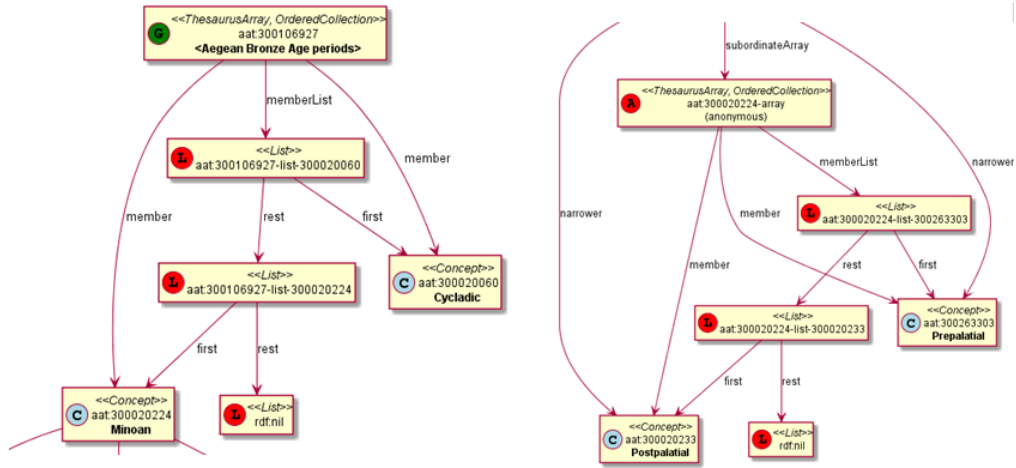 <<ThesaurusArray, OrderedCollection>>
G
aat:300106927
<Aegean Bronze Age periods>
memberList
<<List>>
L
aat:300106927-list-300020060
member
member
rest
first
<<List>>
L
aat:300106927-list-300020224
<<Concept>>
C
aat:300020060
Cycladic
first
rest
<<Concept>>
C
aat:300020224
Minoan
<<List>>
L
rdf:nil
subordinateArray
<<ThesaurusArray, OrderedCollection>>
A
aat:300020224-array
(anonymous)
memberList
narrower
<<List>>
L
aat:300020224-list-300263303
member
narrower
rest
first
member
<<List>>
L
aat:300020224-list-300020233
<<Concept>>
C
aat:300263303
Prepalatial
first
rest
<<Concept>>
C
aat:300020233
Postpalatial
<<List>>
L
rdf:nil